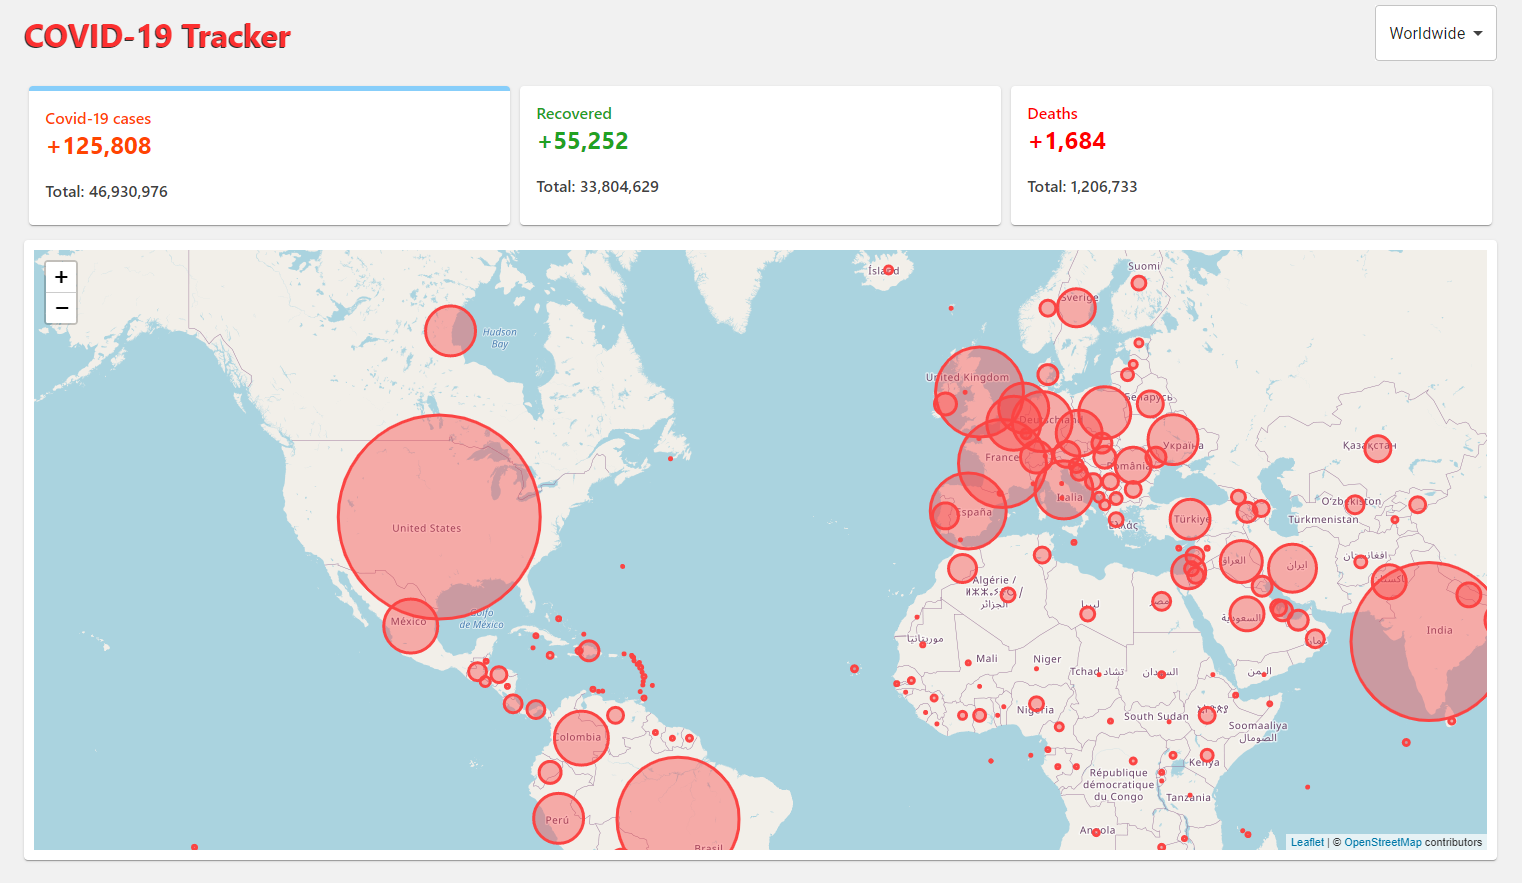 COVID-19 Tracker
Worldwide
Covid-19 cases
+125,808
Total: 46,930,976
Recovered
+55,252
Total: 33,804,629
Deaths
+1,684
Total: 1,206,733
+
−
Ísland
Suomi
Sverige
Hudson
Bay
United Kingdom
Беларусь
Deutschland
Україна
Қазақстан
France
România
Italia
España
Oʻzbekiston
Türkmenistan
Türkiye
Ελλάς
United States
افغانستان
العراق
ایران
پاکستان
Algérie /
ⵍⵣⵣⴰⵢⴻⵔ /
الجزائر
ليبيا
مصر
السعودية
México
Golfo
de México
India
موريتانيا
عمان
Mali
Niger
Tchad تشاد
السودان
اليمن
Nigeria
South Sudan
ኢትዮጵያ
Soomaaliya
الصومال
Colombia
Kenya
République
démocratique
du Congo
Tanzania
Perú
Angola
Brasil
Leaflet | © OpenStreetMap contributors